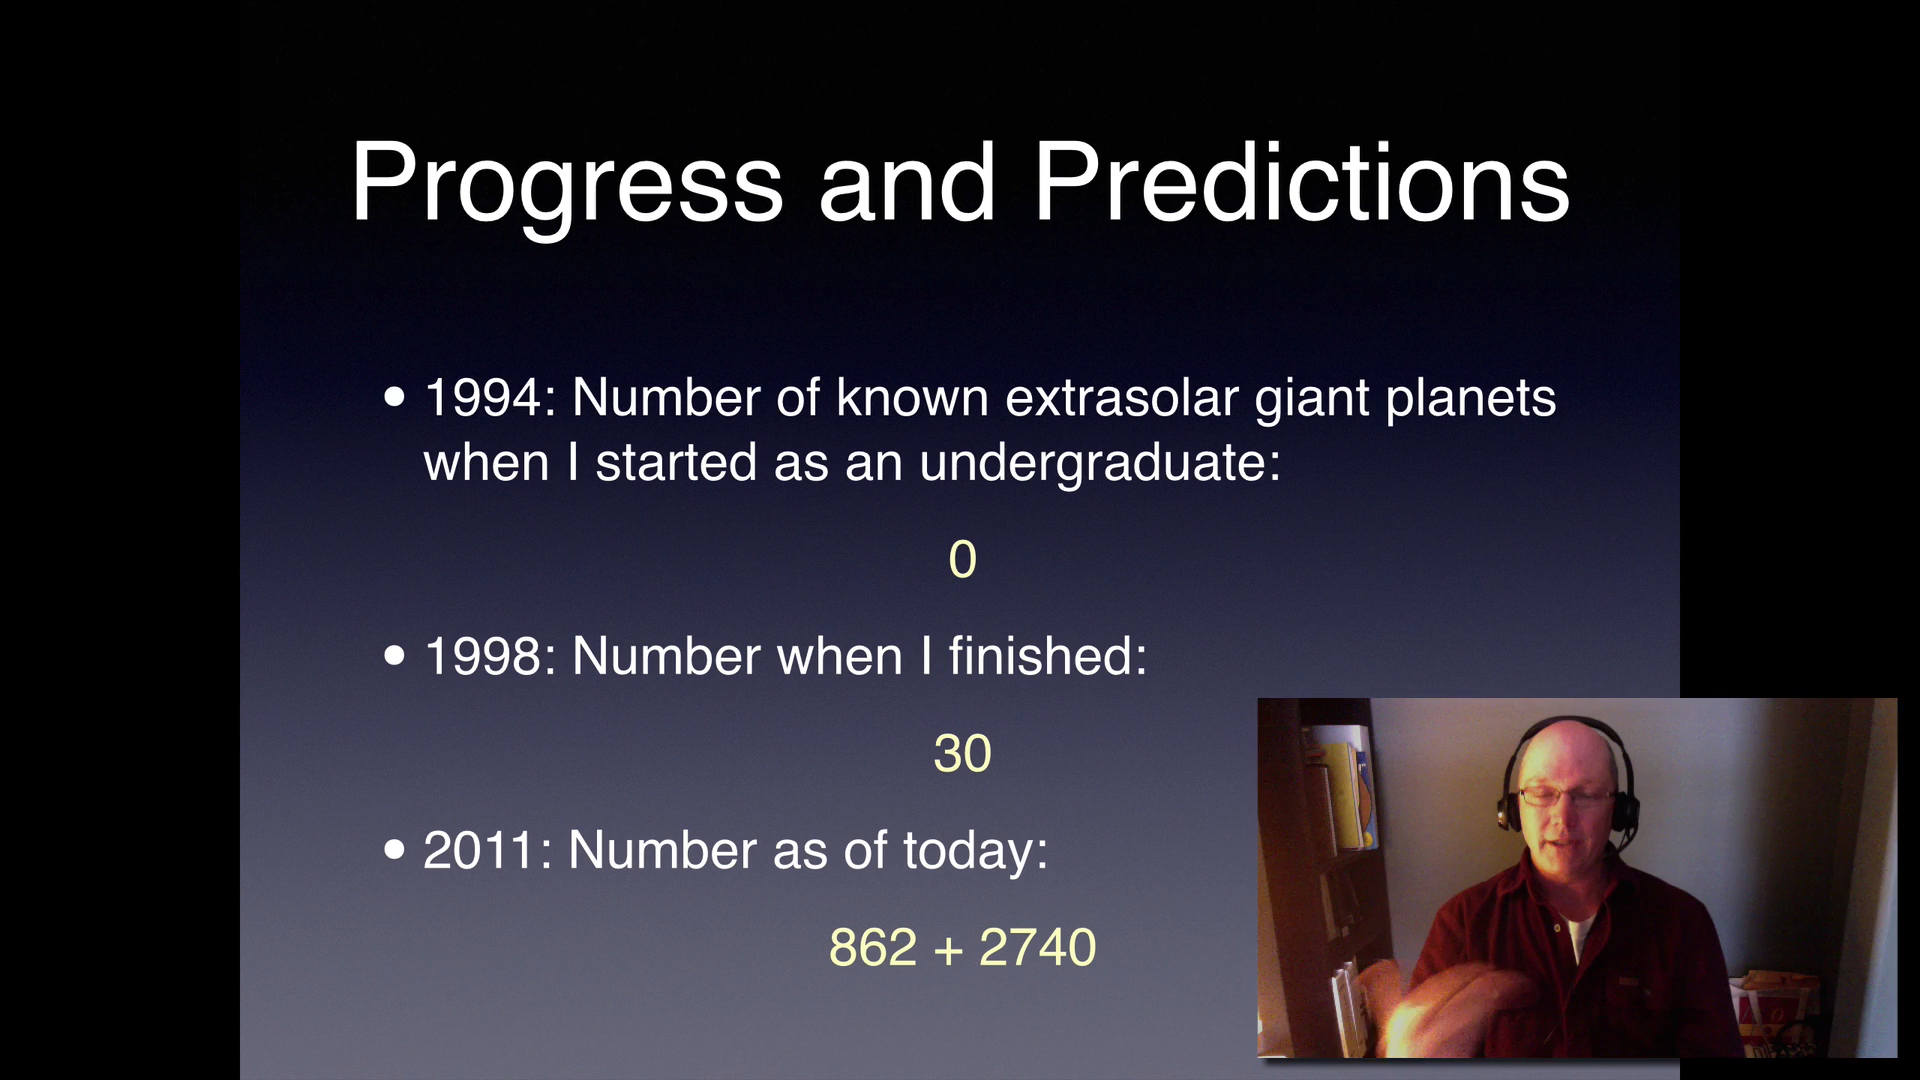 Progress and Predictions
• 1994: Number of known extrasolar giant planets
when I started as an undergraduate:
0
• 1998: Number when I finished:
30
• 2011: Number as of today:
862 + 2740